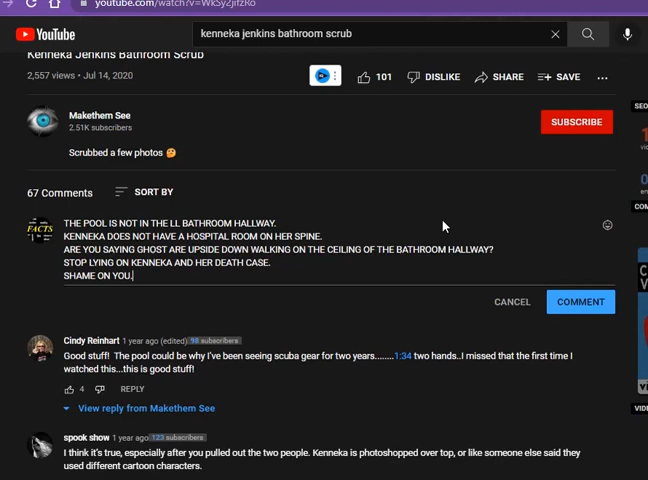 youtube.com/watch?v=WkSy2jifzRo
YouTube
kenneka jenkins bathroom scrub
Kenneka Jenkins Bathroom Scrub
2,557 views • Jul 14, 2020
101
DISLIKE
SHARE
SAVE
Makethem See
2.51K subscribers
SUBSCRIBE
Scrubbed a few photos
67 Comments
SORT BY
FACTS
THE POOL IS NOT IN THE LL BATHROOM HALLWAY.
KENNEKA DOES NOT HAVE A HOSPITAL ROOM ON HER SPINE.
ARE YOU SAYING GHOST ARE UPSIDE DOWN WALKING ON THE CEILING OF THE BATHROOM HALLWAY?
STOP LYING ON KENNEKA AND HER DEATH CASE.
SHAME ON YOU.
CANCEL
COMMENT
Cindy Reinhart 1 year ago (edited) 98 subscribers
Good stuff! The pool could be why I've been seeing scuba gear for two years........1:34 two hands..I missed that the first time I
watched this...this is good stuff!
4
REPLY
View reply from Makethem See
spook show 1 year ago 123 subscribers
I think it's true, especially after you pulled out the two people. Kenneka is photoshopped over top, or like someone else said they
used different cartoon characters.
SEO
COM
VID